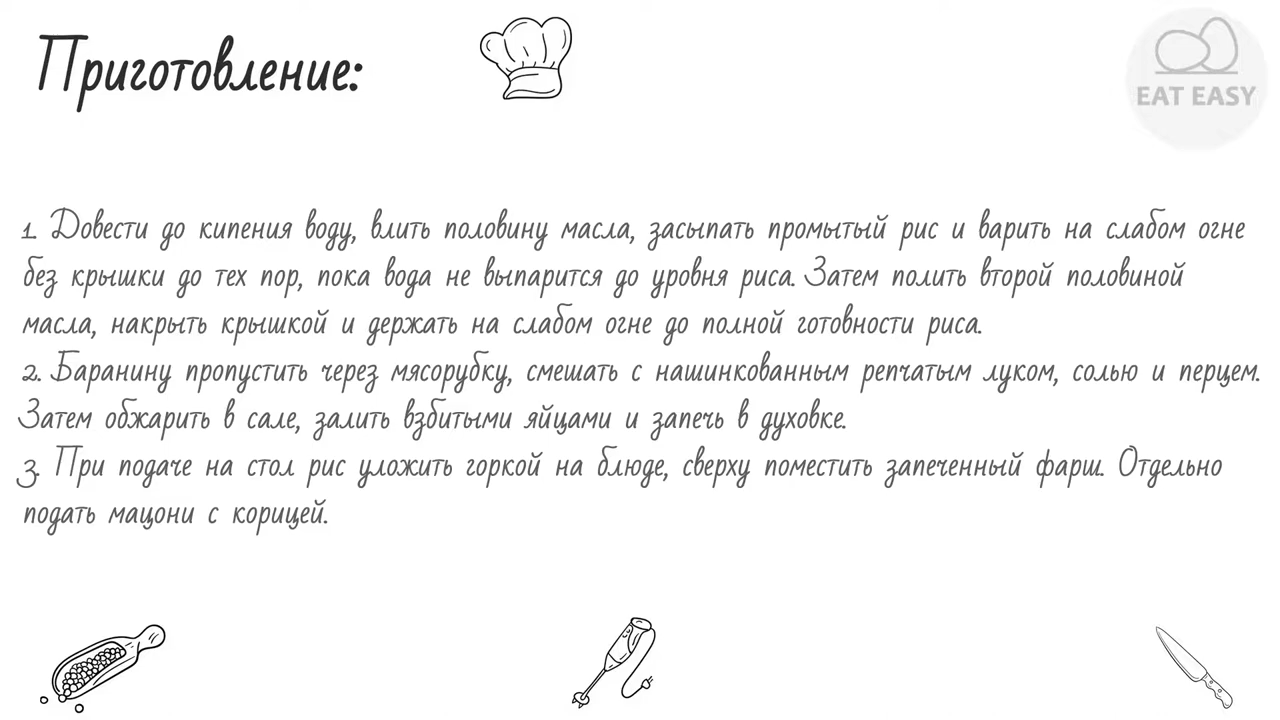 Приготовление:
EAT EASY
1. Довести до кипения воду, влить половину масла, засыпать промытый рис и варить на слабом огне
без крышки до тех пор, пока вода не выпарится до уровня риса. Затем полить второй половиной
масла, накрыть крышкой и держать на слабом огне до полной готовности риса.
2. Баранину пропустить через мясорубку, смешать с нашинкованным репчатым луком, солью и перцем.
Затем обжарить в сале, залить взбитыми яйцами и запечь в духовке.
3. При подаче на стол рис уложить горкой на блюде, сверху поместить запеченный фарш. Отдельно
подать мацони с корицей.